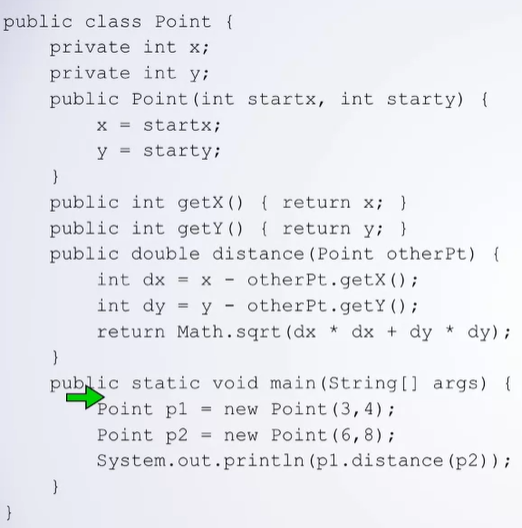 public class Point {
    private int x;
    private int y;
    public Point(int startx, int starty) {
        x = startx;
        y = starty;
    }
    public int getX() { return x; }
    public int getY() { return y; }
    public double distance(Point otherPt) {
        int dx = x - otherPt.getX();
        int dy = y - otherPt.getY();
        return Math.sqrt(dx * dx + dy * dy);
    }
    public static void main(String[] args) {
        Point p1 = new Point(3,4);
        Point p2 = new Point(6,8);
        System.out.println(p1.distance(p2));
    }
}